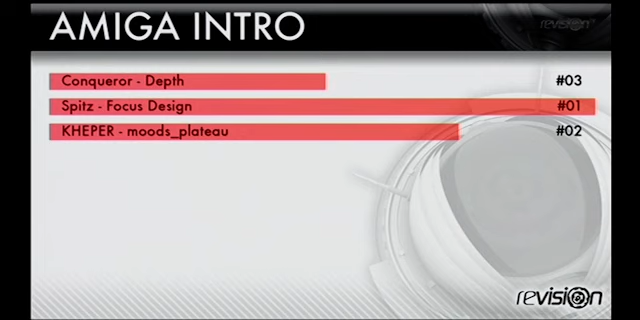 AMIGA INTRO
revision
Conqueror - Depth #03
Spitz - Focus Design #01
KHEPER - moods_plateau #02
revision